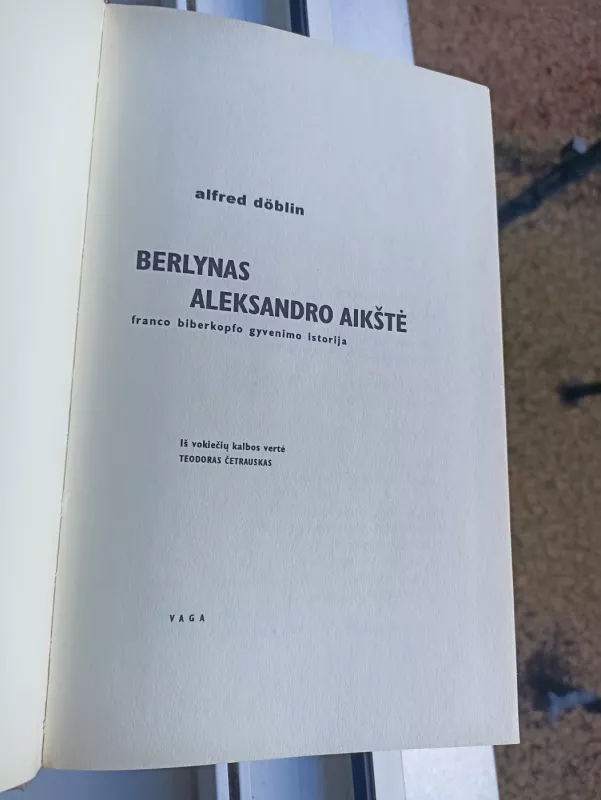 alfred döblin
BERLYNAS
ALEKSANDRO AIKŠTĖ
franco biberkopfo gyvenimo istorija
Iš vokiečių kalbos vertė
TEODORAS ČETRAUSKAS
VAGA